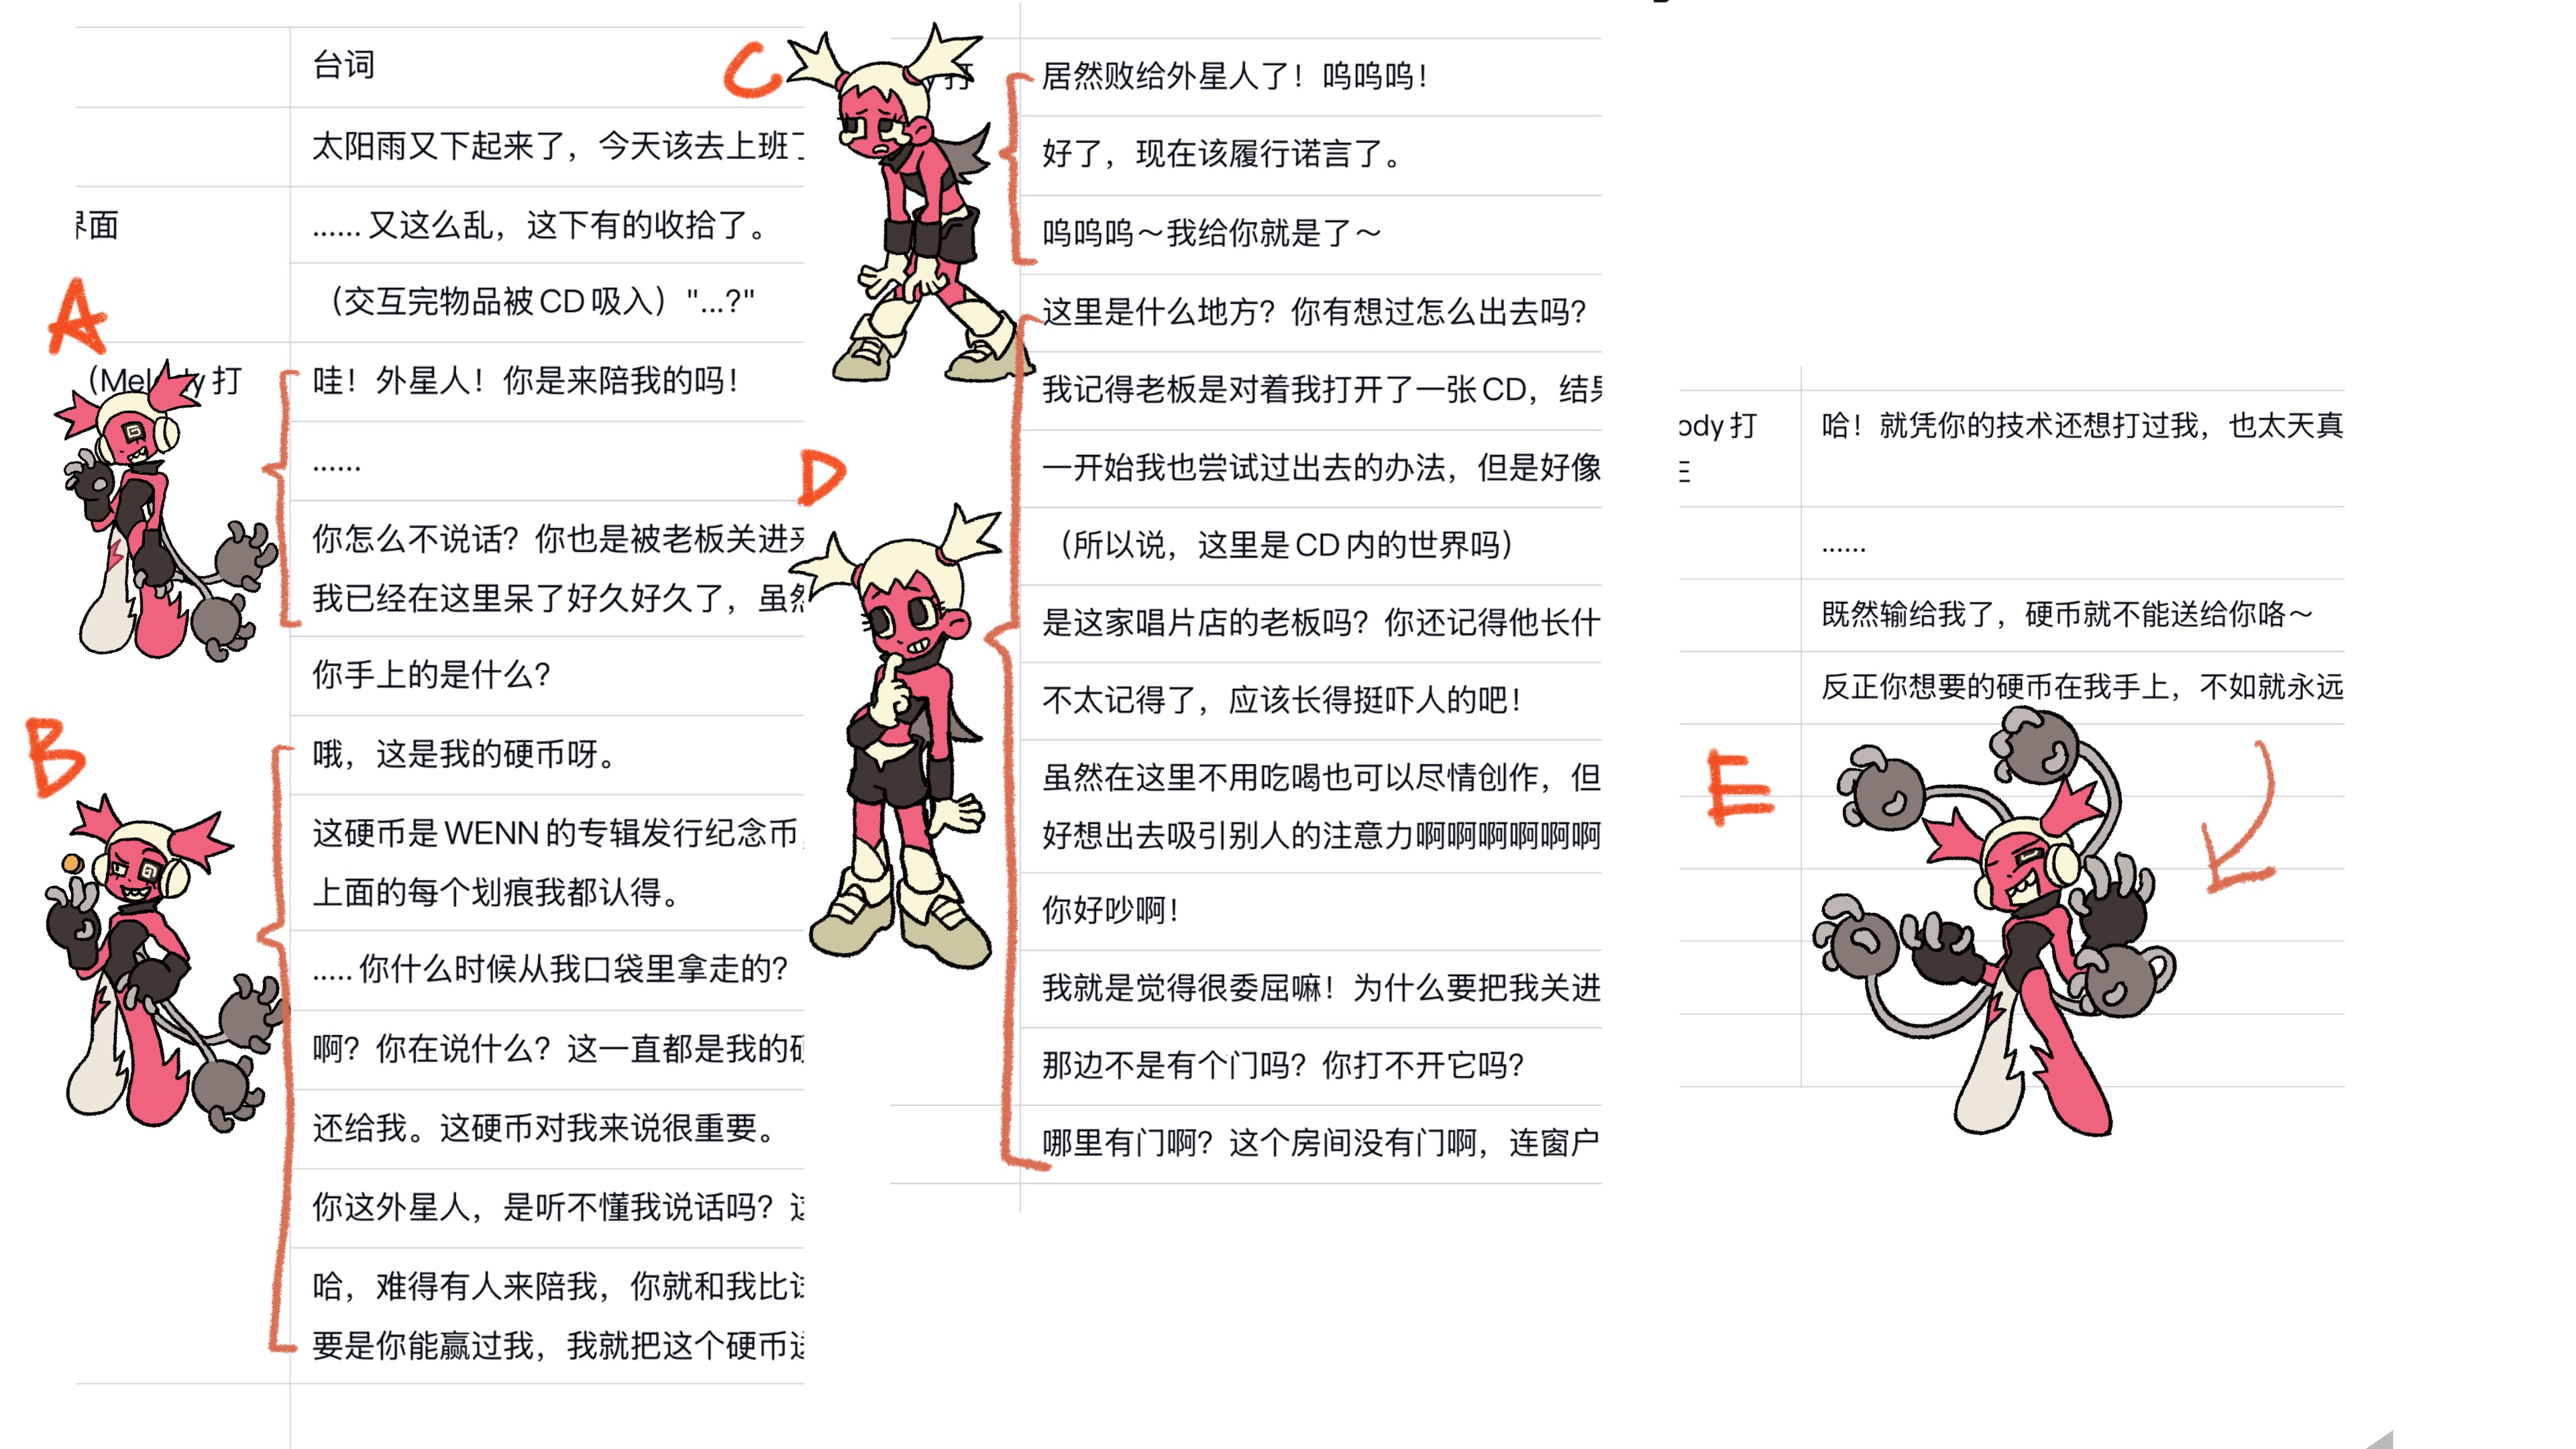 台词
太阳雨又下起来了，今天该去上班
界面
......又这么乱，这下有的收拾了。
（交互完物品被CD吸入）"...?"
A
（Melody打
哇！外星人！你是来陪我的吗！
......
你怎么不说话？你也是被老板关进来
我已经在这里呆了好久好久了，虽然
你手上的是什么？
B
哦，这是我的硬币呀。
这硬币是WENN的专辑发行纪念币，
上面的每个划痕我都认得。
.....你什么时候从我口袋里拿走的？
啊？你在说什么？这一直都是我的硬
还给我。这硬币对我来说很重要。
你这外星人，是听不懂我说话吗？这
哈，难得有人来陪我，你就和我比试
要是你能赢过我，我就把这个硬币送
C
y打
居然败给外星人了！呜呜呜！
好了，现在该履行诺言了。
呜呜呜～我给你就是了～
D
这里是什么地方？你有想过怎么出去吗？
我记得老板是对着我打开了一张CD，结果
一开始我也尝试过出去的办法，但是好像
（所以说，这里是CD内的世界吗）
是这家唱片店的老板吗？你还记得他长什
不太记得了，应该长得挺吓人的吧！
虽然在这里不用吃喝也可以尽情创作，但
好想出去吸引别人的注意力啊啊啊啊啊啊
你好吵啊！
我就是觉得很委屈嘛！为什么要把我关进
那边不是有个门吗？你打不开它吗？
哪里有门啊？这个房间没有门啊，连窗户
ody打
哈！就凭你的技术还想打过我，也太天真
......
既然输给我了，硬币就不能送给你咯～
反正你想要的硬币在我手上，不如就永远
E